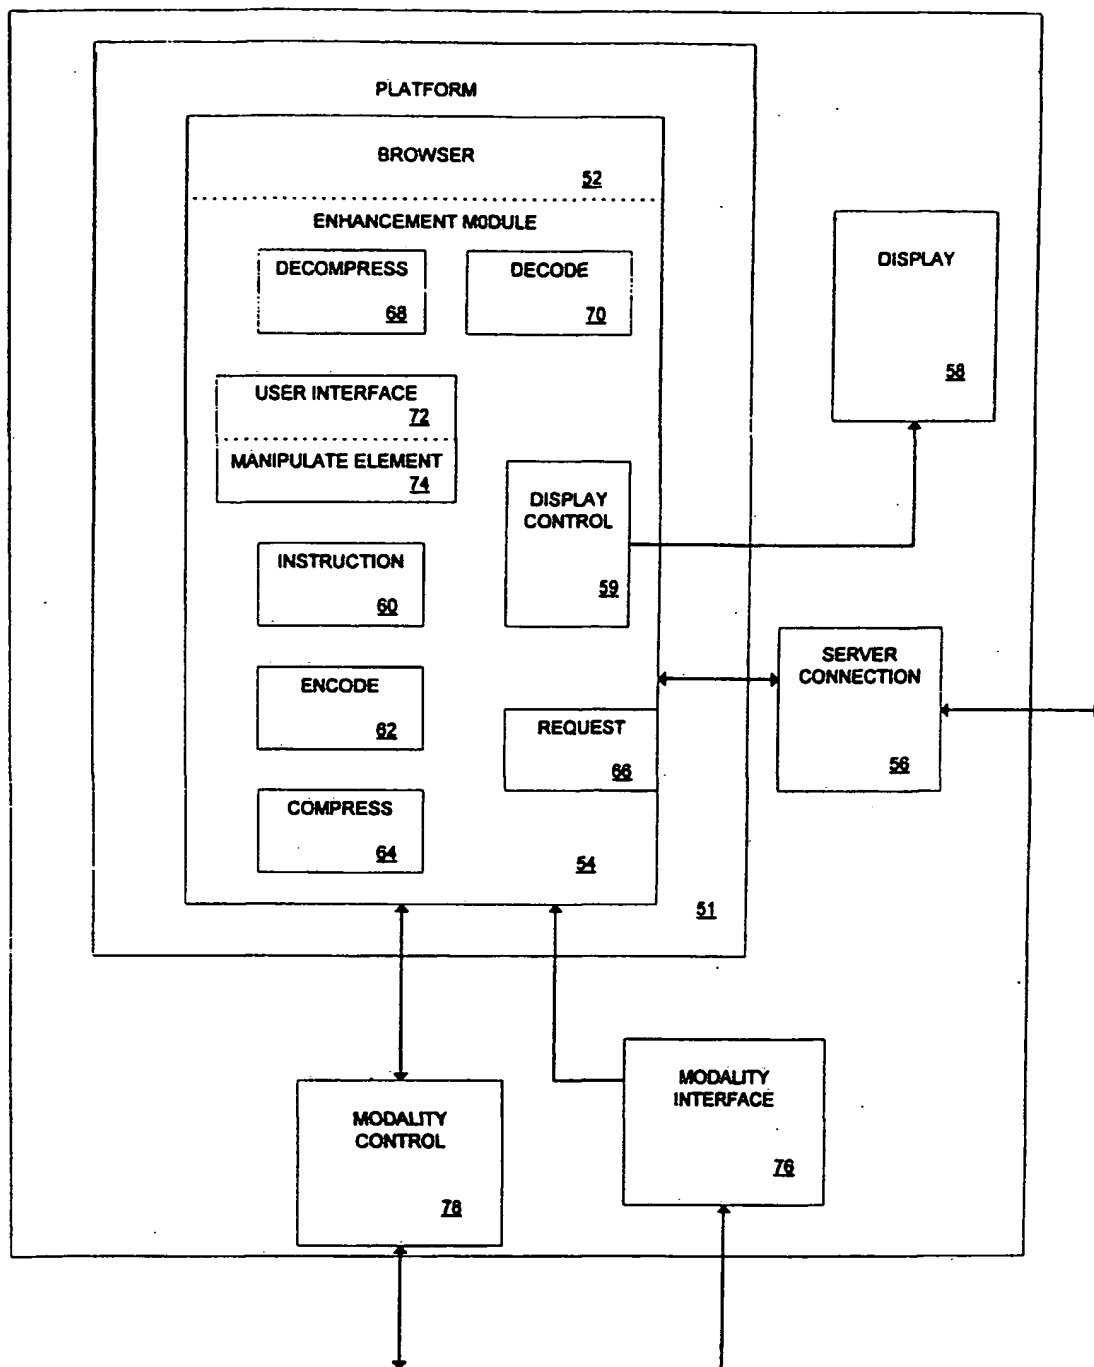 PLATFORM
BROWSER
52
ENHANCEMENT MODULE
DECOMPRESS
68
DECODE
70
DISPLAY
58
USER INTERFACE
72
MANIPULATE ELEMENT
74
DISPLAY
CONTROL
59
INSTRUCTION
60
SERVER
CONNECTION
56
ENCODE
62
REQUEST
66
COMPRESS
64
54
51
MODALITY
CONTROL
78
MODALITY
INTERFACE
76